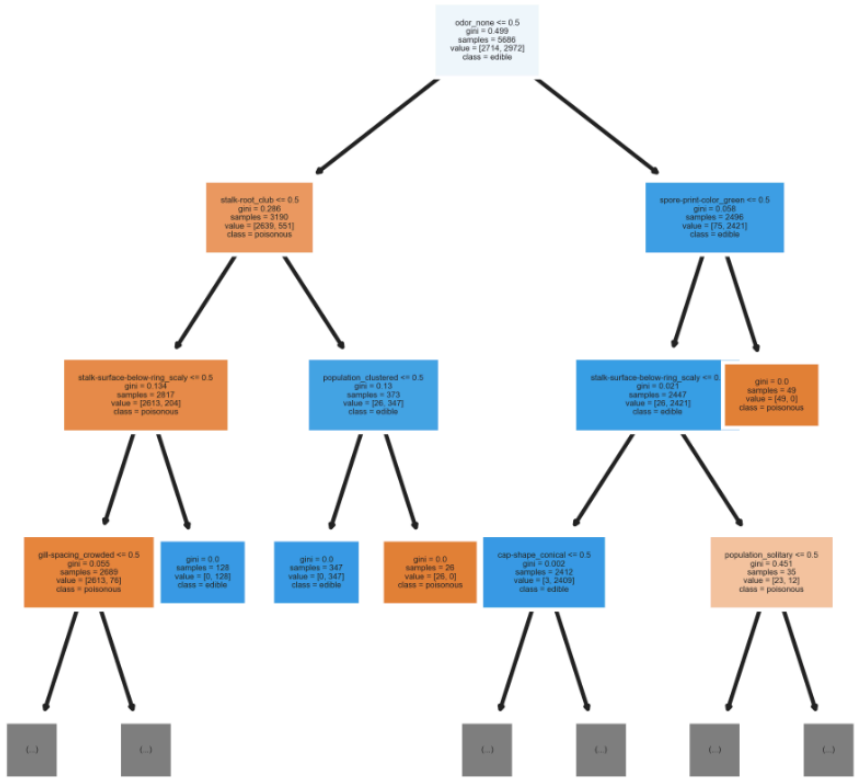 odor_none <= 0.5
gini = 0.499
samples = 5686
value = [2714, 2972]
class = edible
stalk-root_club <= 0.5
gini = 0.286
samples = 3190
value = [2639, 551]
class = poisonous
spore-print-color_green <= 0.5
gini = 0.058
samples = 2496
value = [75, 2421]
class = edible
stalk-surface-below-ring_scaly <= 0.5
gini = 0.134
samples = 2817
value = [2613, 204]
class = poisonous
population_clustered <= 0.5
gini = 0.13
samples = 373
value = [26, 347]
class = edible
stalk-surface-below-ring_scaly <= 0.
gini = 0.021
samples = 2447
value = [26, 2421]
class = edible
gini = 0.0
samples = 49
value = [49, 0]
class = poisonous
gill-spacing_crowded <= 0.5
gini = 0.055
samples = 2689
value = [2613, 76]
class = poisonous
gini = 0.0
samples = 128
value = [0, 128]
class = edible
gini = 0.0
samples = 347
value = [0, 347]
class = edible
gini = 0.0
samples = 26
value = [26, 0]
class = poisonous
cap-shape_conical <= 0.5
gini = 0.002
samples = 2412
value = [3, 2409]
class = edible
population_solitary <= 0.5
gini = 0.451
samples = 35
value = [23, 12]
class = poisonous
(...)
(...)
(...)
(...)
(...)
(...)